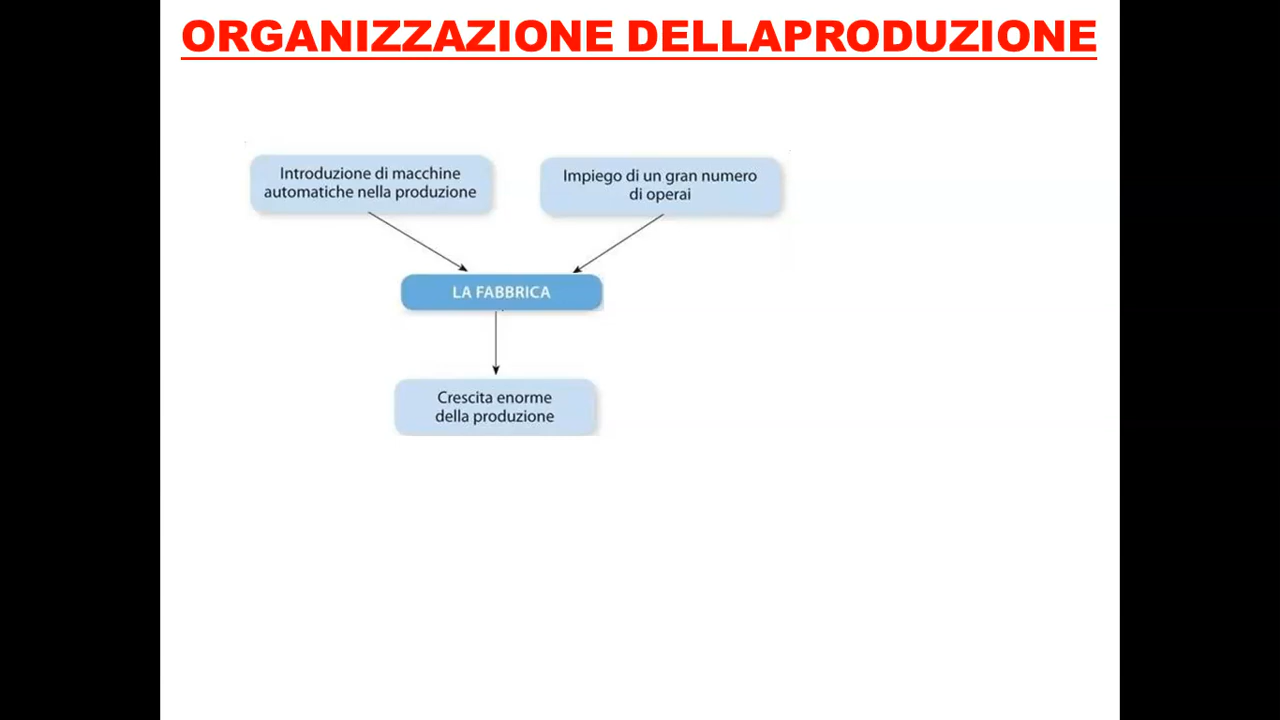 ORGANIZZAZIONE DELLAPRODUZIONE
Introduzione di macchine
automatiche nella produzione
Impiego di un gran numero
di operai
LA FABBRICA
Crescita enorme
della produzione